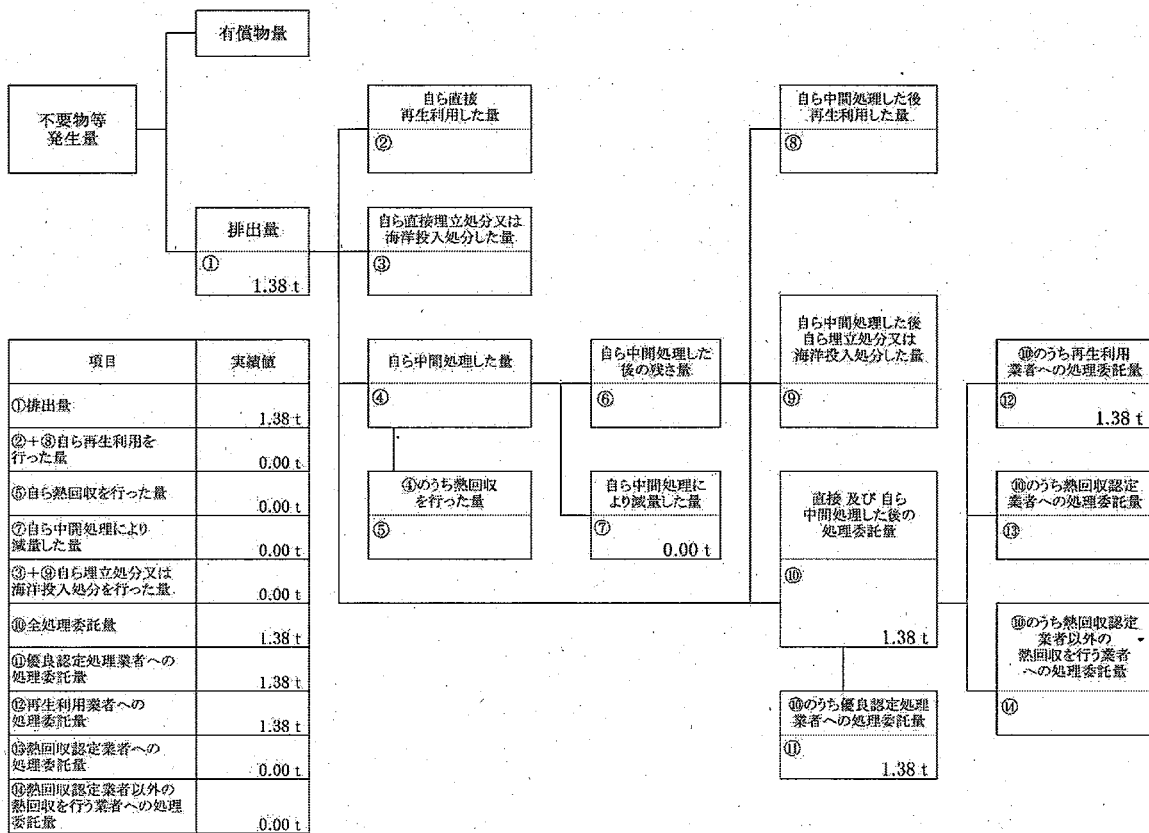 有償物量
不要物等
発生量
排出量
①
1.38 t
自ら直接
再生利用した量
②
自ら直接埋立処分又は
海洋投入処分した量
③
自ら中間処理した量
④
④のうち熱回収
を行った量
⑤
自ら中間処理した
後の残さ量
⑥
自ら中間処理に
より減量した量
⑦
0.00 t
自ら中間処理した後
再生利用した量
⑧
自ら中間処理した後
自ら埋立処分又は
海洋投入処分した量
⑨
直接 及び 自ら
中間処理した後の
処理委託量
⑩
1.38 t
⑩のうち優良認定処理
業者への処理委託量
⑪
1.38 t
⑩のうち再生利用
業者への処理委託量
⑫
1.38 t
⑩のうち熱回収認定
業者への処理委託量
⑬
⑩のうち熱回収認定
業者以外の
熱回収を行う業者
への処理委託量
⑭
項目 実績値
①排出量 1.38 t
②+⑧自ら再生利用を
行った量 0.00 t
⑤自ら熱回収を行った量 0.00 t
⑦自ら中間処理により
減量した量 0.00 t
③+⑨自ら埋立処分又は
海洋投入処分を行った量 0.00 t
⑩全処理委託量 1.38 t
⑪優良認定処理業者への
処理委託量 1.38 t
⑫再生利用業者への
処理委託量 1.38 t
⑬熱回収認定業者への
処理委託量 0.00 t
⑭熱回収認定業者以外の
熱回収を行う業者への処理
委託量 0.00 t